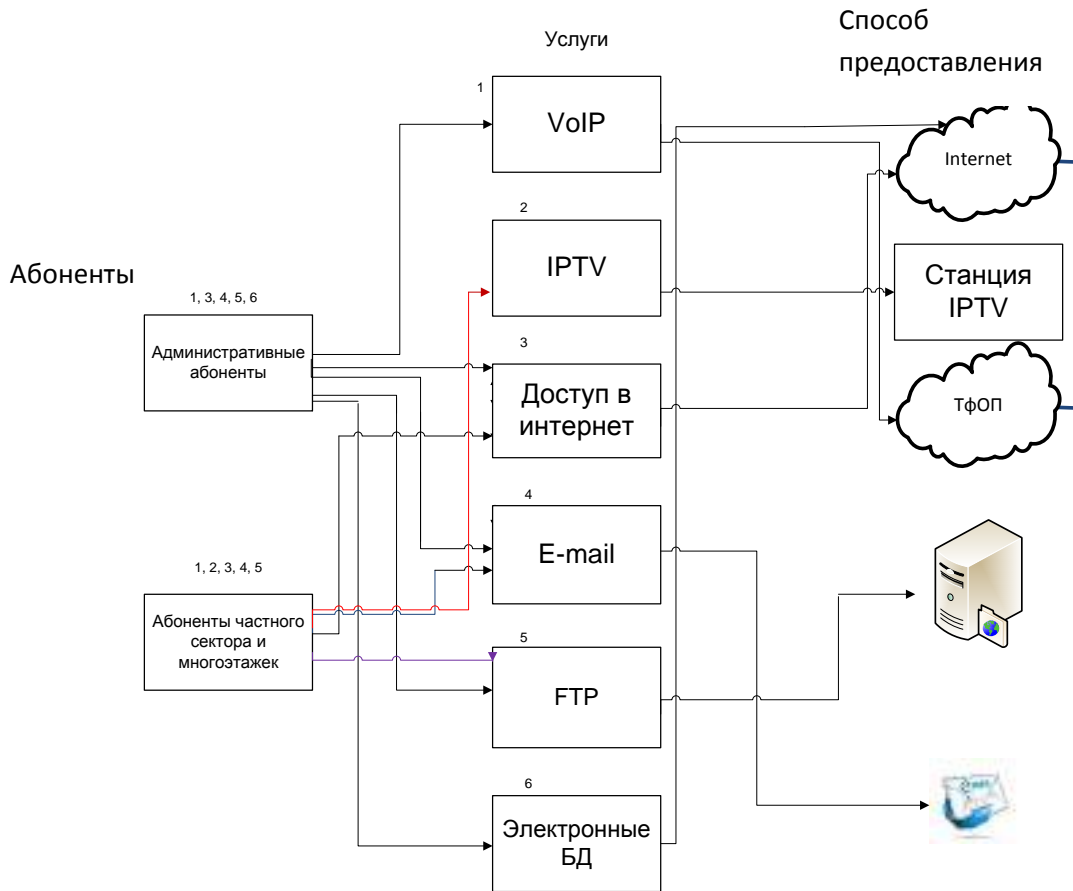 Способ
предоставления
Услуги
Абоненты
1
VoIP
Internet
2
IPTV
Станция
IPTV
1, 3, 4, 5, 6
Административные
абоненты
3
Доступ в
интернет
ТфОП
4
E-mail
1, 2, 3, 4, 5
Абоненты частного
сектора и
многоэтажек
5
FTP
6
Электронные
БД